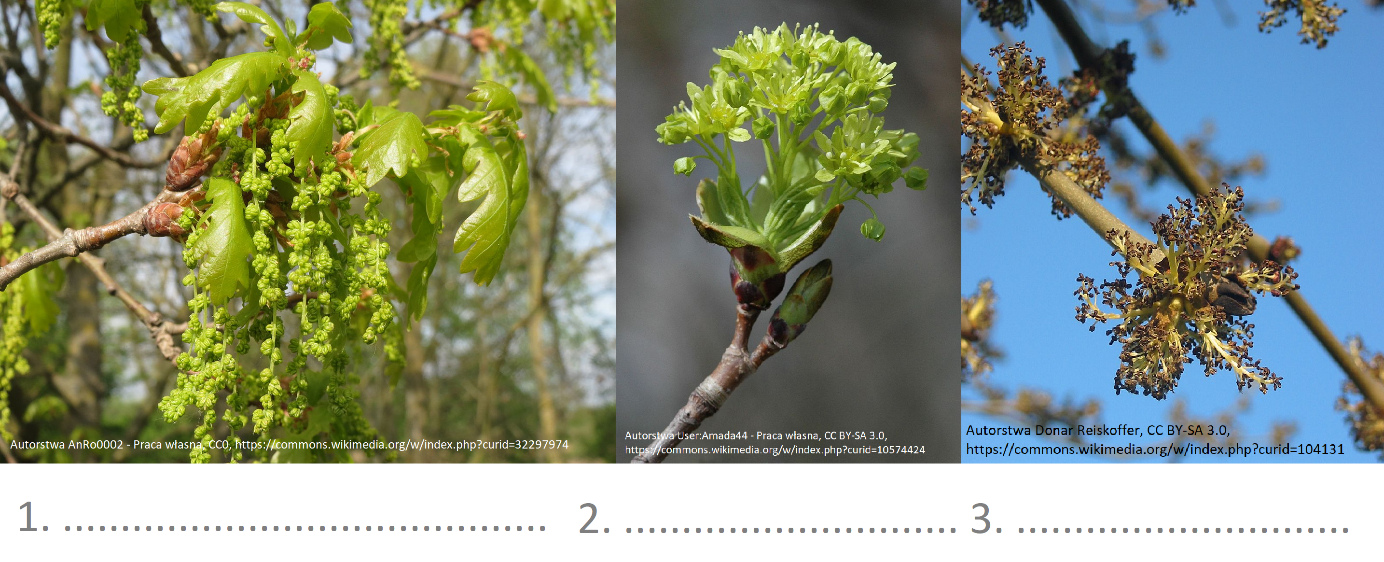 Autorstwa AnRo0002 - Praca własna, CC0, https://commons.wikimedia.org/w/index.php?curid=32297974
Autorstwa User:Amada44 - Praca własna, CC BY-SA 3.0,
https://commons.wikimedia.org/w/index.php?curid=10574424
Autorstwa Donar Reiskoffer, CC BY-SA 3.0,
https://commons.wikimedia.org/w/index.php?curid=104131
1. ............................................
2. ..............................
3. ..............................